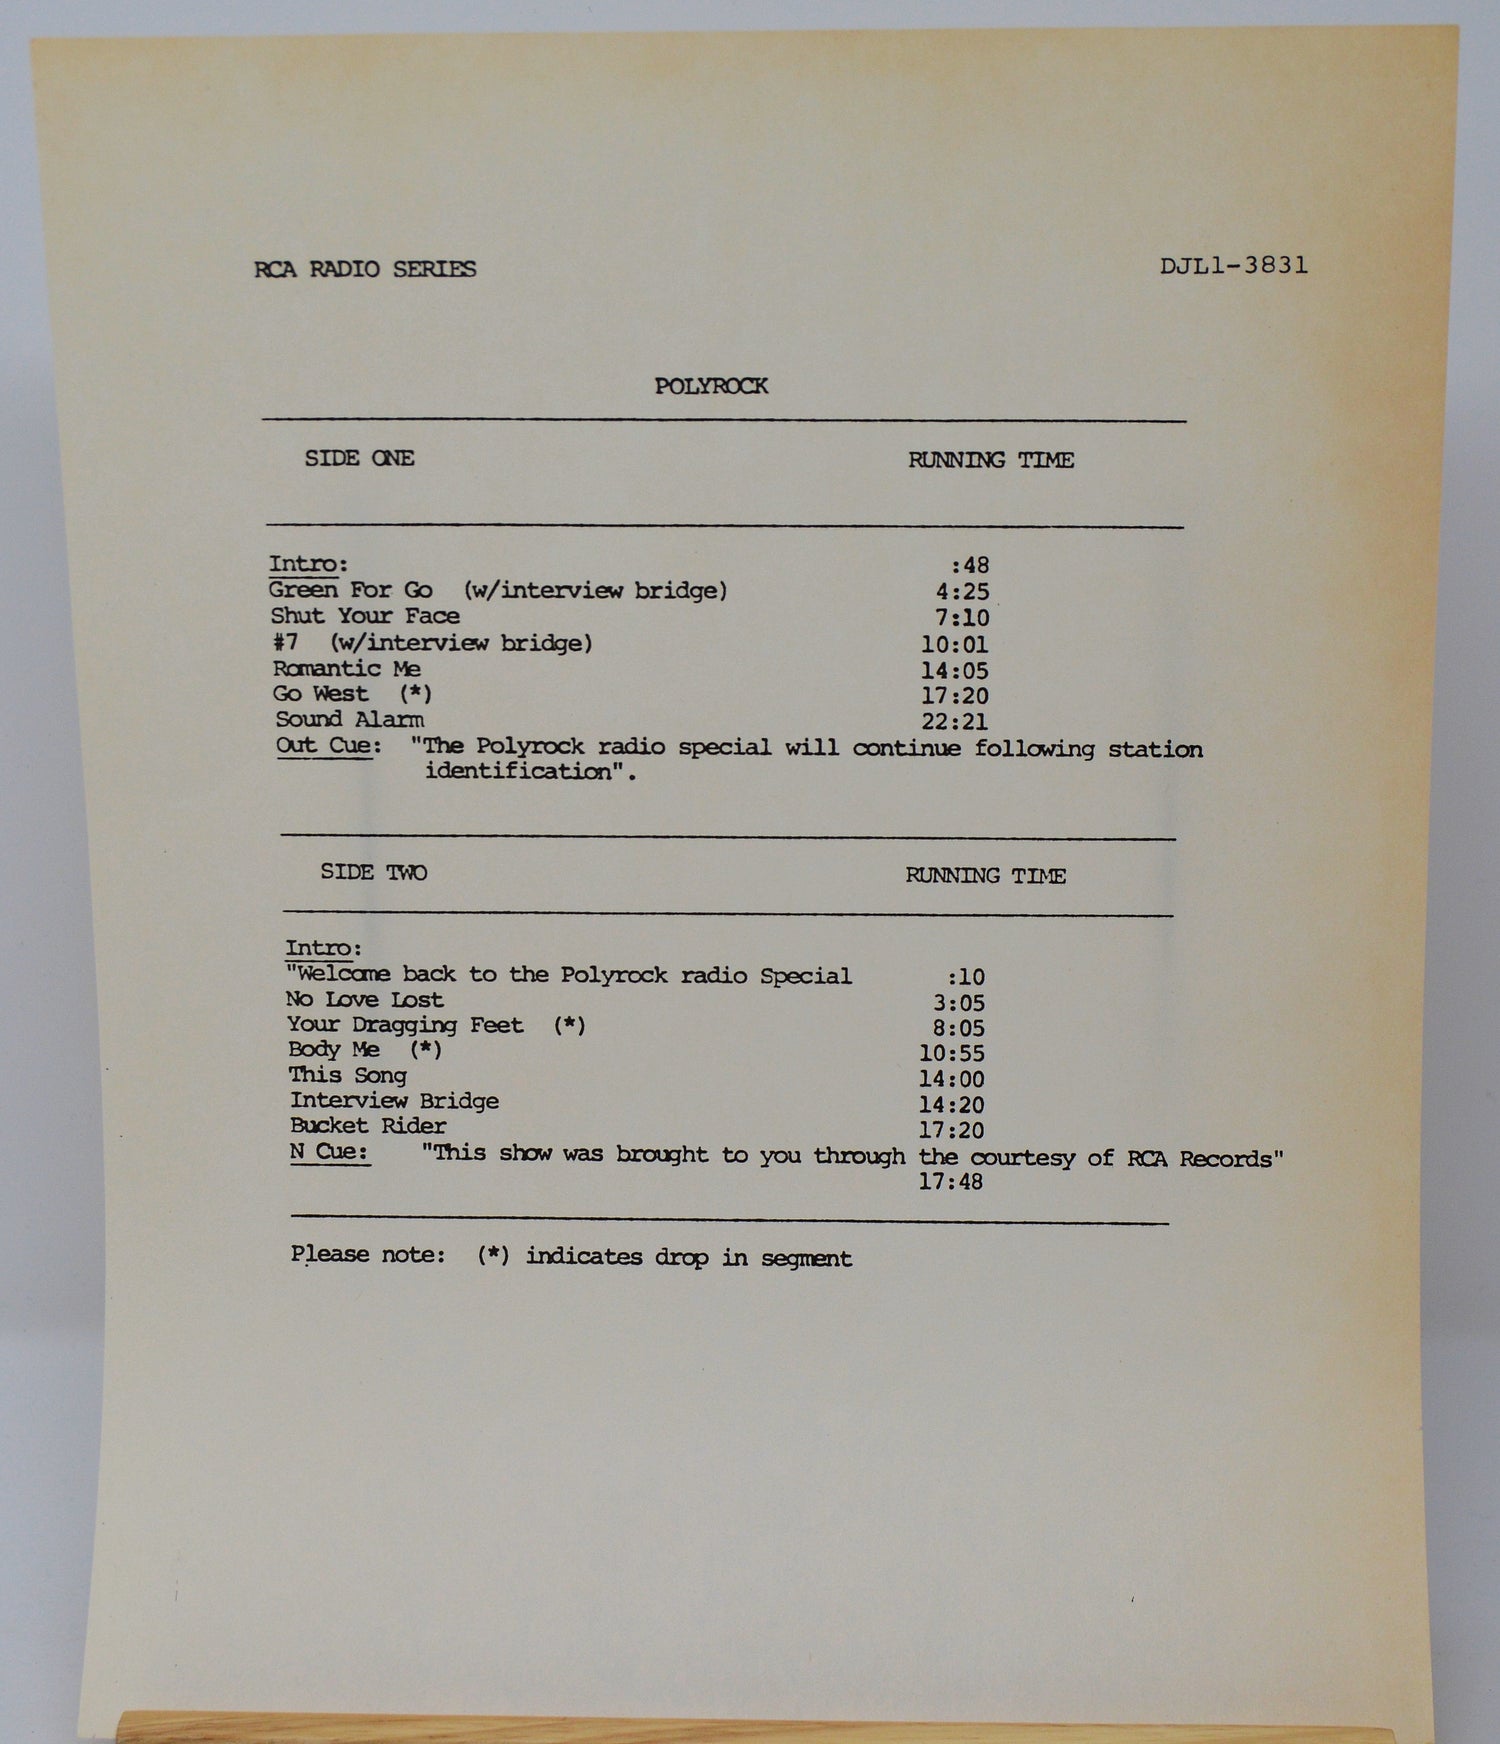 RCA RADIO SERIES DJL1-3831
POLYROCK
SIDE ONE RUNNING TIME
Intro: :48
Green For Go (w/interview bridge) 4:25
Shut Your Face 7:10
#7 (w/interview bridge) 10:01
Romantic Me 14:05
Go West (*) 17:20
Sound Alarm 22:21
Out Cue: "The Polyrock radio special will continue following station
identification".
SIDE TWO RUNNING TIME
Intro:
"Welcome back to the Polyrock radio Special :10
No Love Lost 3:05
Your Dragging Feet (*) 8:05
Body Me (*) 10:55
This Song 14:00
Interview Bridge 14:20
Bucket Rider 17:20
N Cue: "This show was brought to you through the courtesy of RCA Records"
17:48
Please note: (*) indicates drop in segment